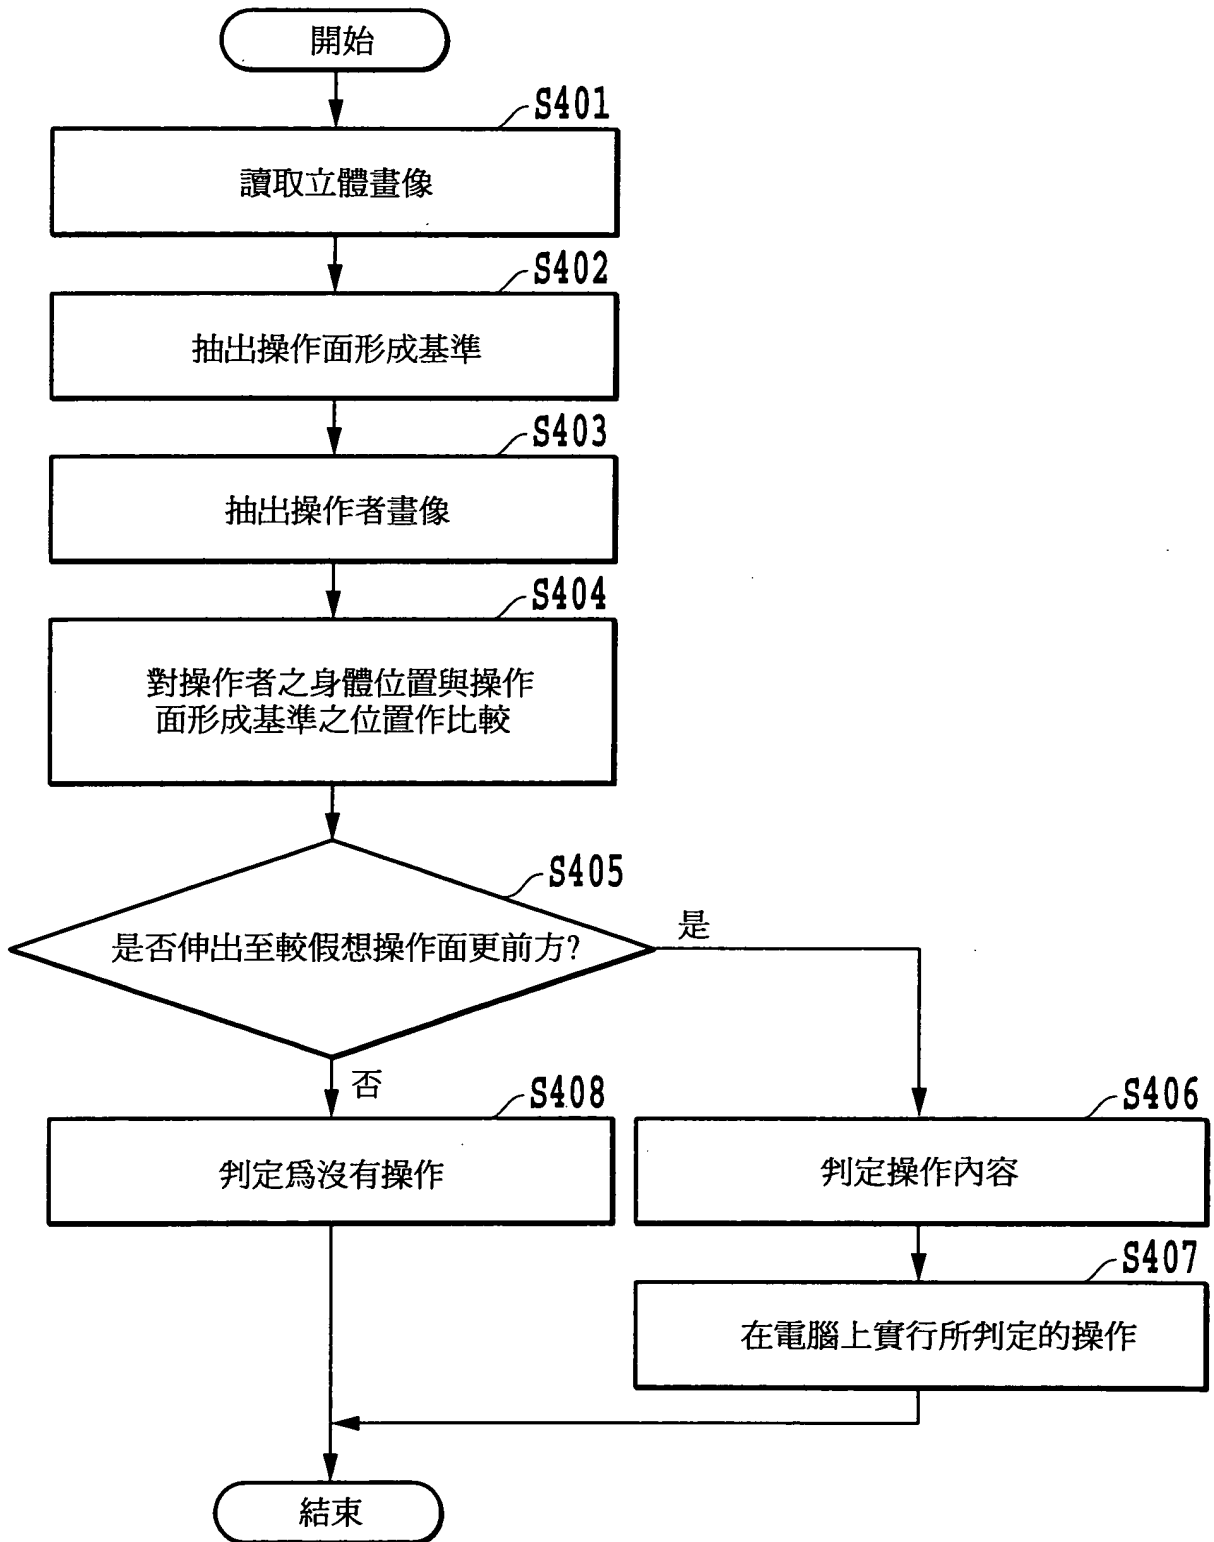 開始
S401
讀取立體畫像
S402
抽出操作面形成基準
S403
抽出操作者畫像
S404
對操作者之身體位置與操作
面形成基準之位置作比較
S405
是否伸出至較假想操作面更前方?
是
否
S408
判定爲沒有操作
S406
判定操作內容
S407
在電腦上實行所判定的操作
結束